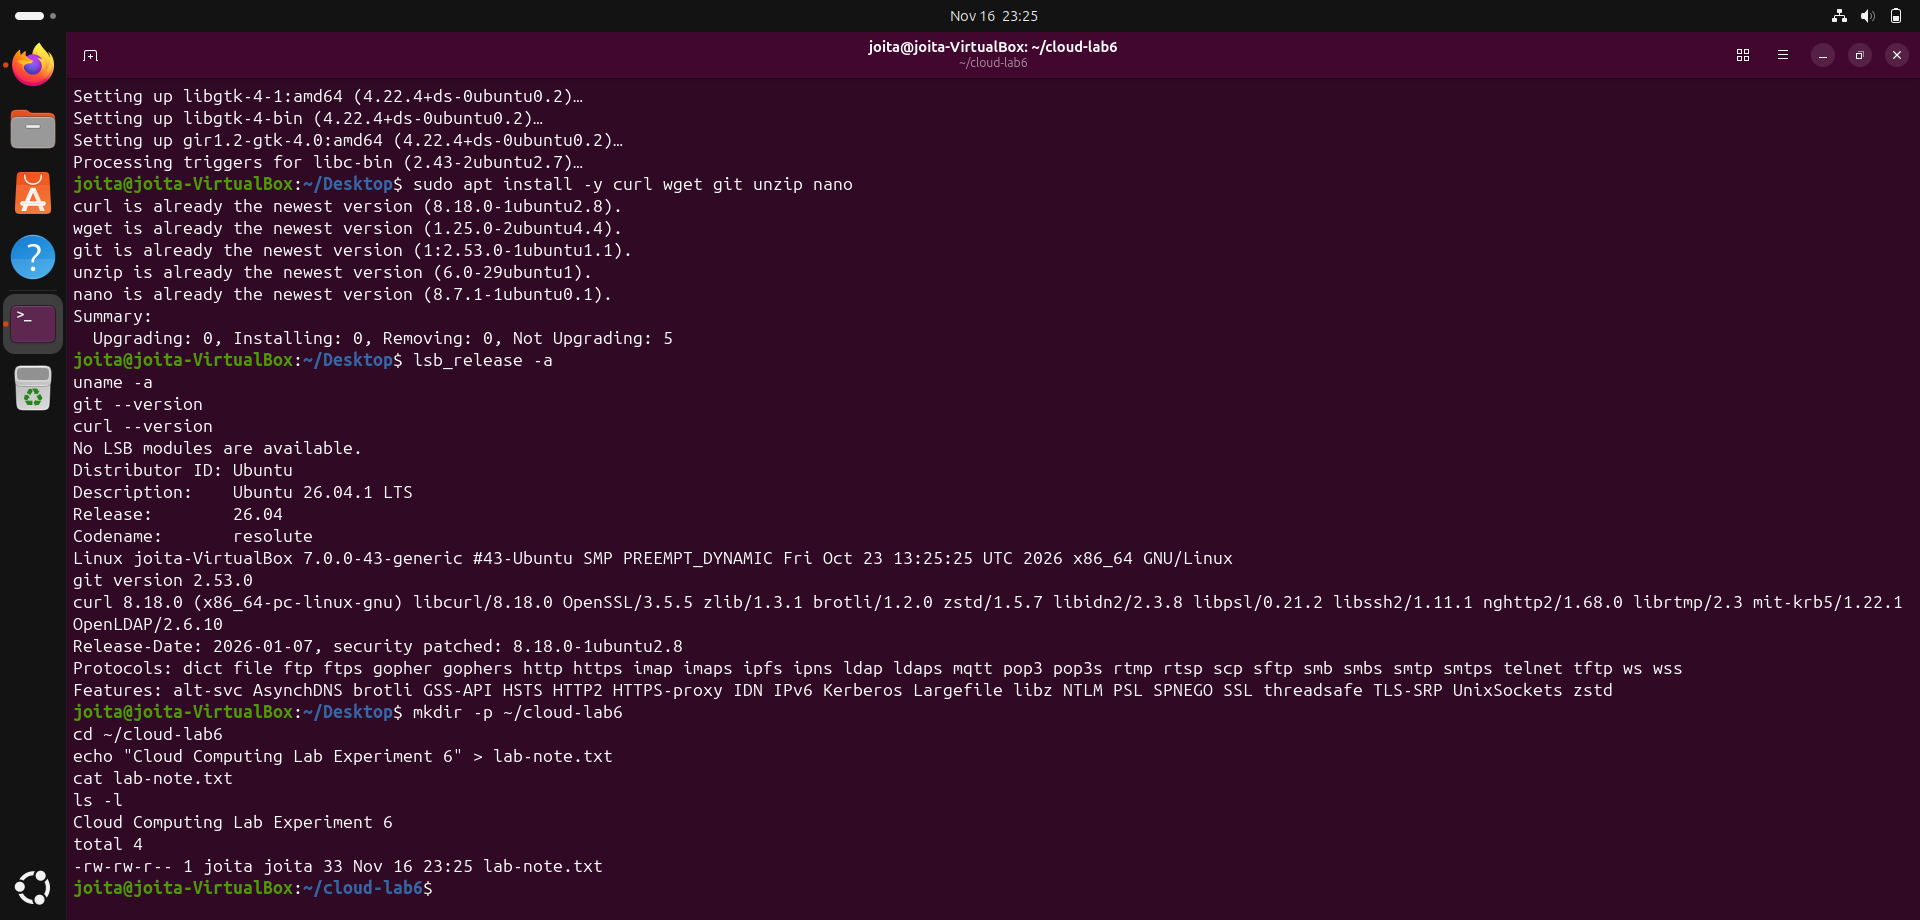 Nov 16 23:25
joita@joita-VirtualBox: ~/cloud-lab6
~/cloud-lab6
Setting up libgtk-4-1:amd64 (4.22.4+ds-0ubuntu0.2)…
Setting up libgtk-4-bin (4.22.4+ds-0ubuntu0.2)…
Setting up gir1.2-gtk-4.0:amd64 (4.22.4+ds-0ubuntu0.2)…
Processing triggers for libc-bin (2.43-2ubuntu2.7)…
joita@joita-VirtualBox:~/Desktop$ sudo apt install -y curl wget git unzip nano
curl is already the newest version (8.18.0-1ubuntu2.8).
wget is already the newest version (1.25.0-2ubuntu4.4).
git is already the newest version (1:2.53.0-1ubuntu1.1).
unzip is already the newest version (6.0-29ubuntu1).
nano is already the newest version (8.7.1-1ubuntu0.1).
Summary:
  Upgrading: 0, Installing: 0, Removing: 0, Not Upgrading: 5
joita@joita-VirtualBox:~/Desktop$ lsb_release -a
uname -a
git --version
curl --version
No LSB modules are available.
Distributor ID: Ubuntu
Description:    Ubuntu 26.04.1 LTS
Release:        26.04
Codename:       resolute
Linux joita-VirtualBox 7.0.0-43-generic #43-Ubuntu SMP PREEMPT_DYNAMIC Fri Oct 23 13:25:25 UTC 2026 x86_64 GNU/Linux
git version 2.53.0
curl 8.18.0 (x86_64-pc-linux-gnu) libcurl/8.18.0 OpenSSL/3.5.5 zlib/1.3.1 brotli/1.2.0 zstd/1.5.7 libidn2/2.3.8 libpsl/0.21.2 libssh2/1.11.1 nghttp2/1.68.0 librtmp/2.3 mit-krb5/1.22.1
OpenLDAP/2.6.10
Release-Date: 2026-01-07, security patched: 8.18.0-1ubuntu2.8
Protocols: dict file ftp ftps gopher gophers http https imap imaps ipfs ipns ldap ldaps mqtt pop3 pop3s rtmp rtsp scp sftp smb smbs smtp smtps telnet tftp ws wss
Features: alt-svc AsynchDNS brotli GSS-API HSTS HTTP2 HTTPS-proxy IDN IPv6 Kerberos Largefile libz NTLM PSL SPNEGO SSL threadsafe TLS-SRP UnixSockets zstd
joita@joita-VirtualBox:~/Desktop$ mkdir -p ~/cloud-lab6
cd ~/cloud-lab6
echo "Cloud Computing Lab Experiment 6" > lab-note.txt
cat lab-note.txt
ls -l
Cloud Computing Lab Experiment 6
total 4
-rw-rw-r-- 1 joita joita 33 Nov 16 23:25 lab-note.txt
joita@joita-VirtualBox:~/cloud-lab6$